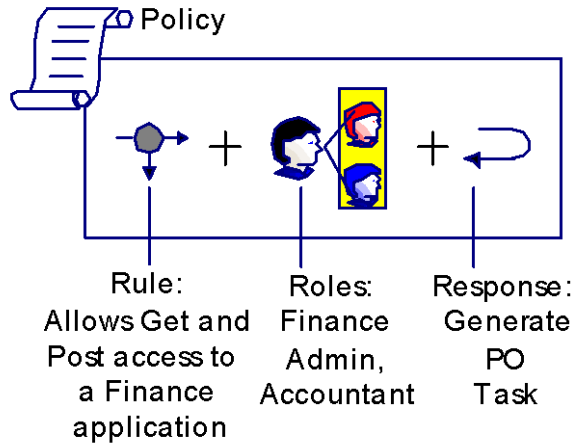 Policy
+
+
Rule:
Allows Get and
Post access to
a Finance
application
Roles:
Finance
Admin,
Accountant
Response:
Generate
PO
Task